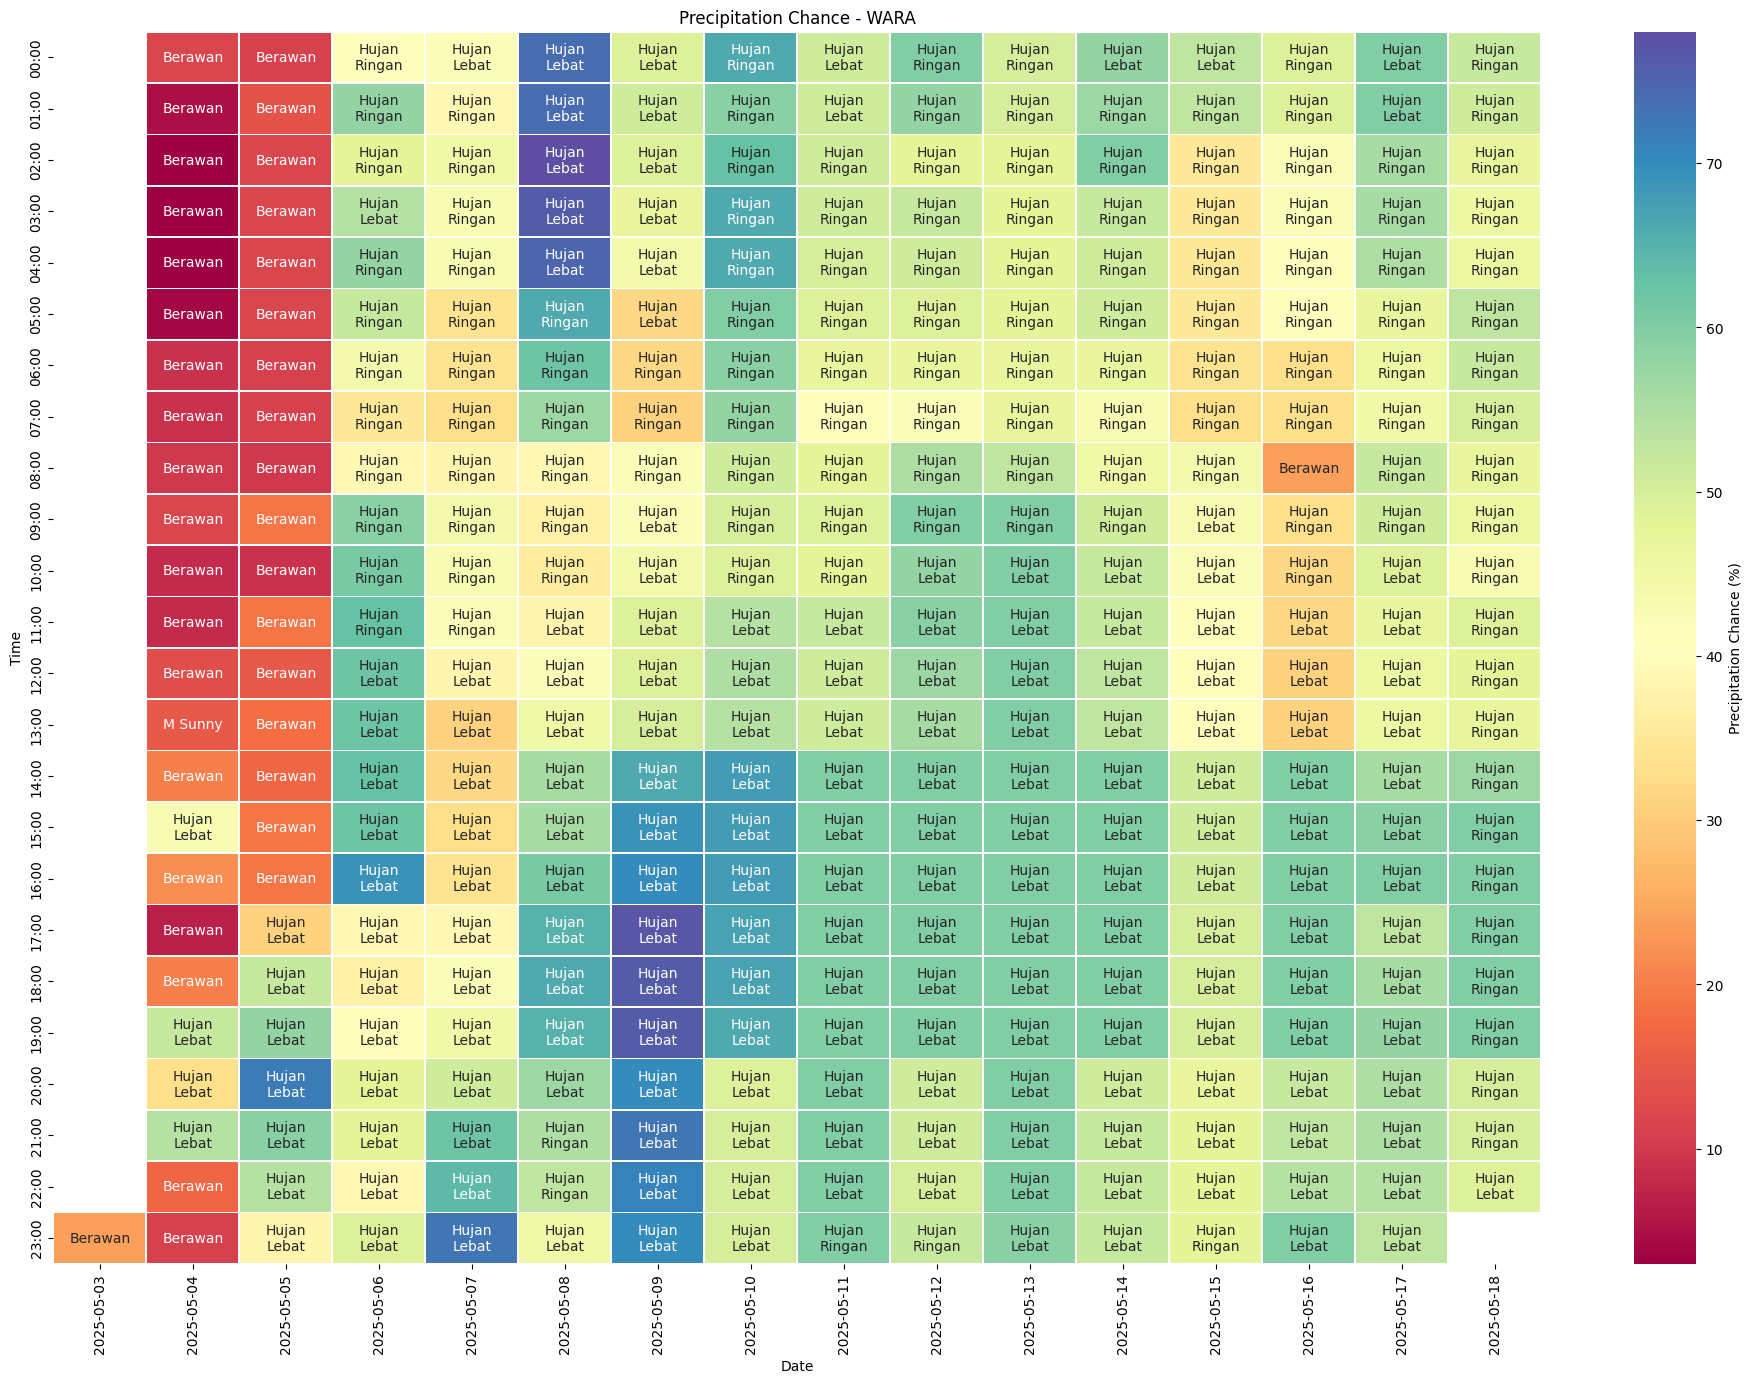 Precipitation Chance - WARA
00:00 Berawan Berawan Hujan Ringan Hujan Lebat Hujan Lebat Hujan Lebat Hujan Ringan Hujan Lebat Hujan Ringan Hujan Ringan Hujan Lebat Hujan Lebat Hujan Ringan Hujan Lebat Hujan Ringan
01:00 Berawan Berawan Hujan Ringan Hujan Ringan Hujan Lebat Hujan Lebat Hujan Ringan Hujan Lebat Hujan Ringan Hujan Ringan Hujan Ringan Hujan Ringan Hujan Ringan Hujan Lebat Hujan Ringan
02:00 Berawan Berawan Hujan Ringan Hujan Ringan Hujan Lebat Hujan Lebat Hujan Ringan Hujan Ringan Hujan Ringan Hujan Ringan Hujan Ringan Hujan Ringan Hujan Ringan Hujan Ringan Hujan Ringan
03:00 Berawan Berawan Hujan Lebat Hujan Ringan Hujan Lebat Hujan Lebat Hujan Ringan Hujan Ringan Hujan Ringan Hujan Ringan Hujan Ringan Hujan Ringan Hujan Ringan Hujan Ringan Hujan Ringan
04:00 Berawan Berawan Hujan Ringan Hujan Ringan Hujan Lebat Hujan Lebat Hujan Ringan Hujan Ringan Hujan Ringan Hujan Ringan Hujan Ringan Hujan Ringan Hujan Ringan Hujan Ringan Hujan Ringan
05:00 Berawan Berawan Hujan Ringan Hujan Ringan Hujan Ringan Hujan Lebat Hujan Ringan Hujan Ringan Hujan Ringan Hujan Ringan Hujan Ringan Hujan Ringan Hujan Ringan Hujan Ringan Hujan Ringan
06:00 Berawan Berawan Hujan Ringan Hujan Ringan Hujan Ringan Hujan Ringan Hujan Ringan Hujan Ringan Hujan Ringan Hujan Ringan Hujan Ringan Hujan Ringan Hujan Ringan Hujan Ringan Hujan Ringan
07:00 Berawan Berawan Hujan Ringan Hujan Ringan Hujan Ringan Hujan Ringan Hujan Ringan Hujan Ringan Hujan Ringan Hujan Ringan Hujan Ringan Hujan Ringan Hujan Ringan Hujan Ringan Hujan Ringan
08:00 Berawan Berawan Hujan Ringan Hujan Ringan Hujan Ringan Hujan Ringan Hujan Ringan Hujan Ringan Hujan Ringan Hujan Ringan Hujan Ringan Hujan Ringan Berawan Hujan Ringan Hujan Ringan
09:00 Berawan Berawan Hujan Ringan Hujan Ringan Hujan Ringan Hujan Lebat Hujan Ringan Hujan Ringan Hujan Ringan Hujan Ringan Hujan Ringan Hujan Lebat Hujan Ringan Hujan Ringan Hujan Ringan
10:00 Berawan Berawan Hujan Ringan Hujan Ringan Hujan Ringan Hujan Lebat Hujan Ringan Hujan Ringan Hujan Lebat Hujan Lebat Hujan Lebat Hujan Lebat Hujan Ringan Hujan Lebat Hujan Ringan
11:00 Berawan Berawan Hujan Ringan Hujan Ringan Hujan Lebat Hujan Lebat Hujan Lebat Hujan Lebat Hujan Lebat Hujan Lebat Hujan Lebat Hujan Lebat Hujan Lebat Hujan Lebat Hujan Ringan
12:00 Berawan Berawan Hujan Lebat Hujan Lebat Hujan Lebat Hujan Lebat Hujan Lebat Hujan Lebat Hujan Lebat Hujan Lebat Hujan Lebat Hujan Lebat Hujan Lebat Hujan Lebat Hujan Ringan
13:00 M Sunny Berawan Hujan Lebat Hujan Lebat Hujan Lebat Hujan Lebat Hujan Lebat Hujan Lebat Hujan Lebat Hujan Lebat Hujan Lebat Hujan Lebat Hujan Lebat Hujan Lebat Hujan Ringan
14:00 Berawan Berawan Hujan Lebat Hujan Lebat Hujan Lebat Hujan Lebat Hujan Lebat Hujan Lebat Hujan Lebat Hujan Lebat Hujan Lebat Hujan Lebat Hujan Lebat Hujan Lebat Hujan Ringan
15:00 Hujan Lebat Berawan Hujan Lebat Hujan Lebat Hujan Lebat Hujan Lebat Hujan Lebat Hujan Lebat Hujan Lebat Hujan Lebat Hujan Lebat Hujan Lebat Hujan Lebat Hujan Lebat Hujan Ringan
16:00 Berawan Berawan Hujan Lebat Hujan Lebat Hujan Lebat Hujan Lebat Hujan Lebat Hujan Lebat Hujan Lebat Hujan Lebat Hujan Lebat Hujan Lebat Hujan Lebat Hujan Lebat Hujan Ringan
17:00 Berawan Hujan Lebat Hujan Lebat Hujan Lebat Hujan Lebat Hujan Lebat Hujan Lebat Hujan Lebat Hujan Lebat Hujan Lebat Hujan Lebat Hujan Lebat Hujan Lebat Hujan Lebat Hujan Ringan
18:00 Berawan Hujan Lebat Hujan Lebat Hujan Lebat Hujan Lebat Hujan Lebat Hujan Lebat Hujan Lebat Hujan Lebat Hujan Lebat Hujan Lebat Hujan Lebat Hujan Lebat Hujan Lebat Hujan Ringan
19:00 Hujan Lebat Hujan Lebat Hujan Lebat Hujan Lebat Hujan Lebat Hujan Lebat Hujan Lebat Hujan Lebat Hujan Lebat Hujan Lebat Hujan Lebat Hujan Lebat Hujan Lebat Hujan Lebat Hujan Ringan
20:00 Hujan Lebat Hujan Lebat Hujan Lebat Hujan Lebat Hujan Lebat Hujan Lebat Hujan Lebat Hujan Lebat Hujan Lebat Hujan Lebat Hujan Lebat Hujan Lebat Hujan Lebat Hujan Lebat Hujan Ringan
21:00 Hujan Lebat Hujan Lebat Hujan Lebat Hujan Lebat Hujan Ringan Hujan Lebat Hujan Lebat Hujan Lebat Hujan Lebat Hujan Lebat Hujan Lebat Hujan Lebat Hujan Lebat Hujan Lebat Hujan Ringan
22:00 Berawan Hujan Lebat Hujan Lebat Hujan Lebat Hujan Ringan Hujan Lebat Hujan Lebat Hujan Lebat Hujan Lebat Hujan Lebat Hujan Lebat Hujan Lebat Hujan Lebat Hujan Lebat Hujan Lebat
23:00 Berawan Berawan Hujan Lebat Hujan Lebat Hujan Lebat Hujan Lebat Hujan Lebat Hujan Lebat Hujan Ringan Hujan Ringan Hujan Lebat Hujan Lebat Hujan Ringan Hujan Lebat Hujan Lebat
Time
2025-05-03 2025-05-04 2025-05-05 2025-05-06 2025-05-07 2025-05-08 2025-05-09 2025-05-10 2025-05-11 2025-05-12 2025-05-13 2025-05-14 2025-05-15 2025-05-16 2025-05-17 2025-05-18
Date
70
60
50
40
30
20
10
Precipitation Chance (%)